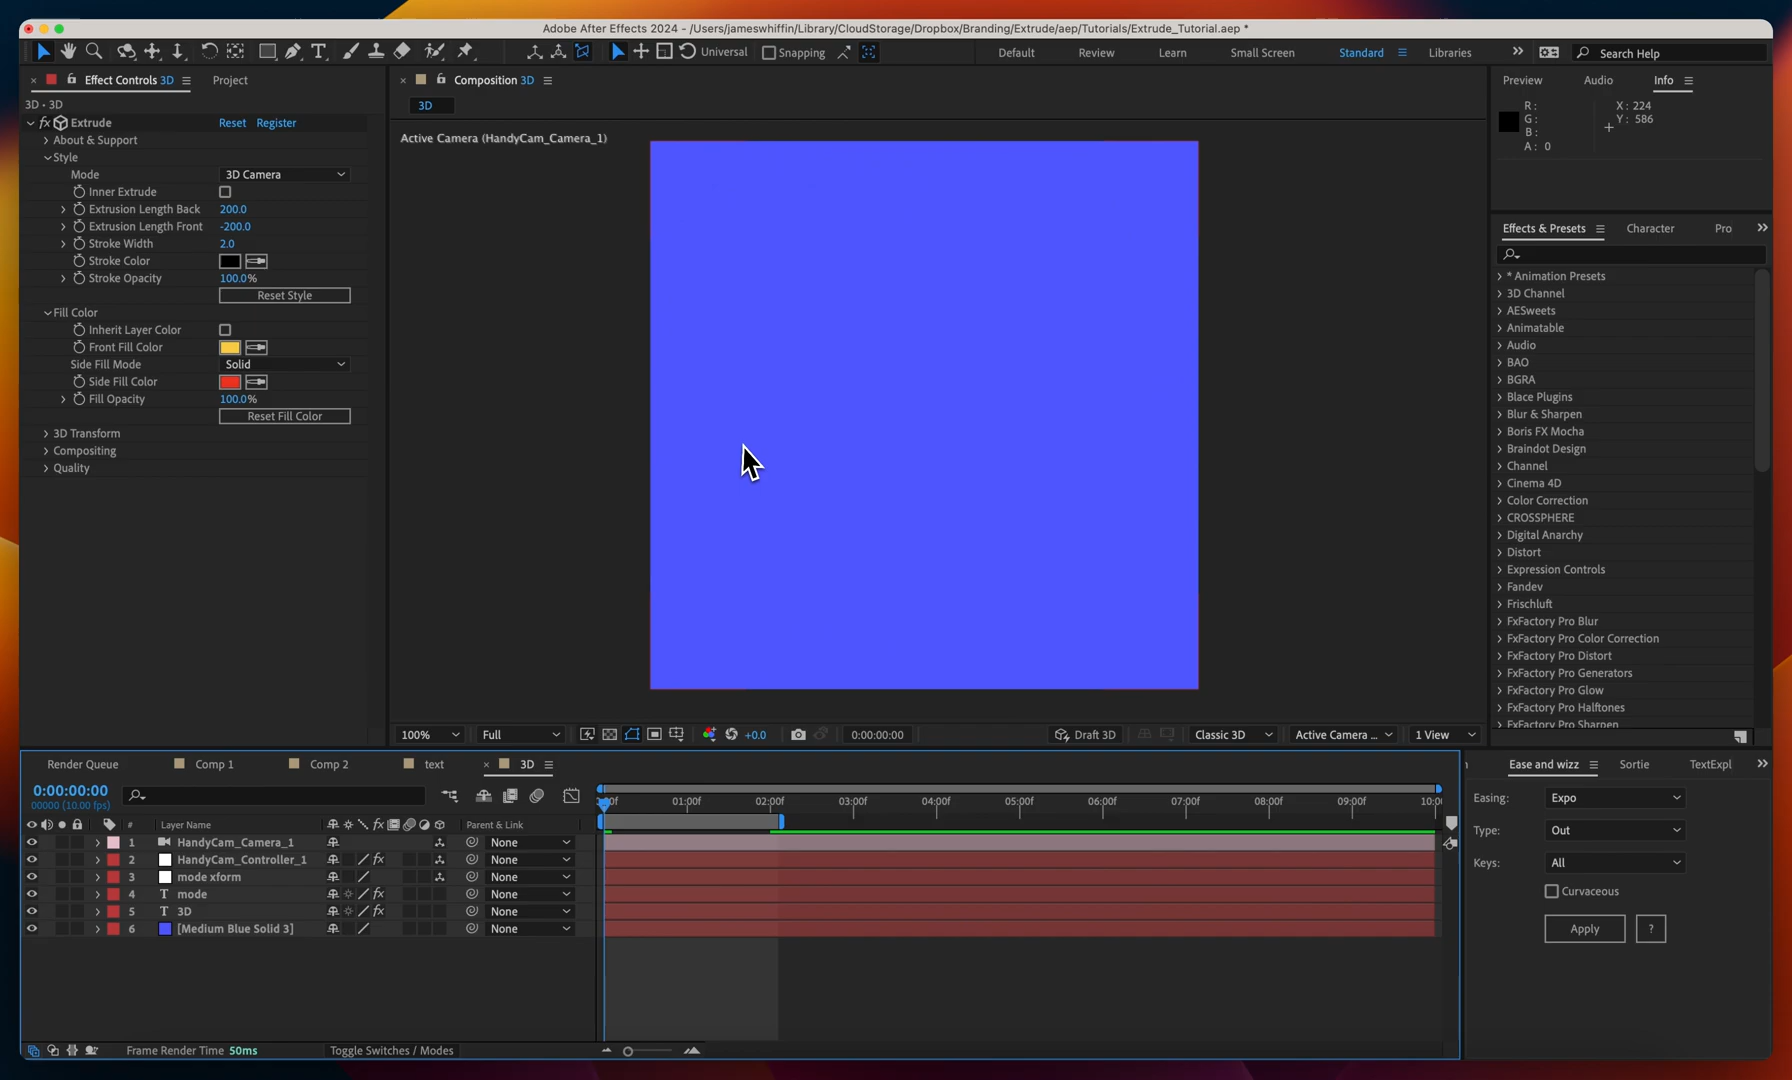 Adobe After Effects 2024 - /Users/jameswhiffin/Library/CloudStorage/Dropbox/Branding/Extrude/aep/Tutorials/Extrude_Tutorial.aep *
Universal
Snapping
Default
Review
Learn
Small Screen
Standard
Libraries
Search Help
Effect Controls 3D
Project
3D • 3D
fx Extrude
Reset
Register
About & Support
Style
Mode
3D Camera
Inner Extrude
Extrusion Length Back
200.0
Extrusion Length Front
-200.0
Stroke Width
2.0
Stroke Color
Stroke Opacity
100.0%
Reset Style
Fill Color
Inherit Layer Color
Front Fill Color
Side Fill Mode
Solid
Side Fill Color
Fill Opacity
100.0%
Reset Fill Color
3D Transform
Compositing
Quality
Composition 3D
3D
Active Camera (HandyCam_Camera_1)
100%
Full
+0.0
0:00:00:00
Draft 3D
Classic 3D
Active Camera ...
1 View
Preview
Audio
Info
R :
G :
B :
A : 0
X : 224
Y : 586
Effects & Presets
Character
Pro
* Animation Presets
3D Channel
AESweets
Animatable
Audio
BAO
BGRA
Blace Plugins
Blur & Sharpen
Boris FX Mocha
Braindot Design
Channel
Cinema 4D
Color Correction
CROSSPHERE
Digital Anarchy
Distort
Expression Controls
Fandev
Frischluft
FxFactory Pro Blur
FxFactory Pro Color Correction
FxFactory Pro Distort
FxFactory Pro Generators
FxFactory Pro Glow
FxFactory Pro Halftones
FxFactory Pro Sharpen
Render Queue
Comp 1
Comp 2
text
3D
0:00:00:00
00000 (10.00 fps)
01:00f
02:00f
03:00f
04:00f
05:00f
06:00f
07:00f
08:00f
09:00f
# Layer Name
fx
Parent & Link
1 HandyCam_Camera_1
None
2 HandyCam_Controller_1
fx
None
3 mode xform
None
4 T mode
fx
None
5 T 3D
fx
None
6 [Medium Blue Solid 3]
None
Frame Render Time 50ms
Toggle Switches / Modes
Ease and wizz
Sortie
TextExpl
Easing:
Expo
Type:
Out
Keys:
All
Curvaceous
Apply
?